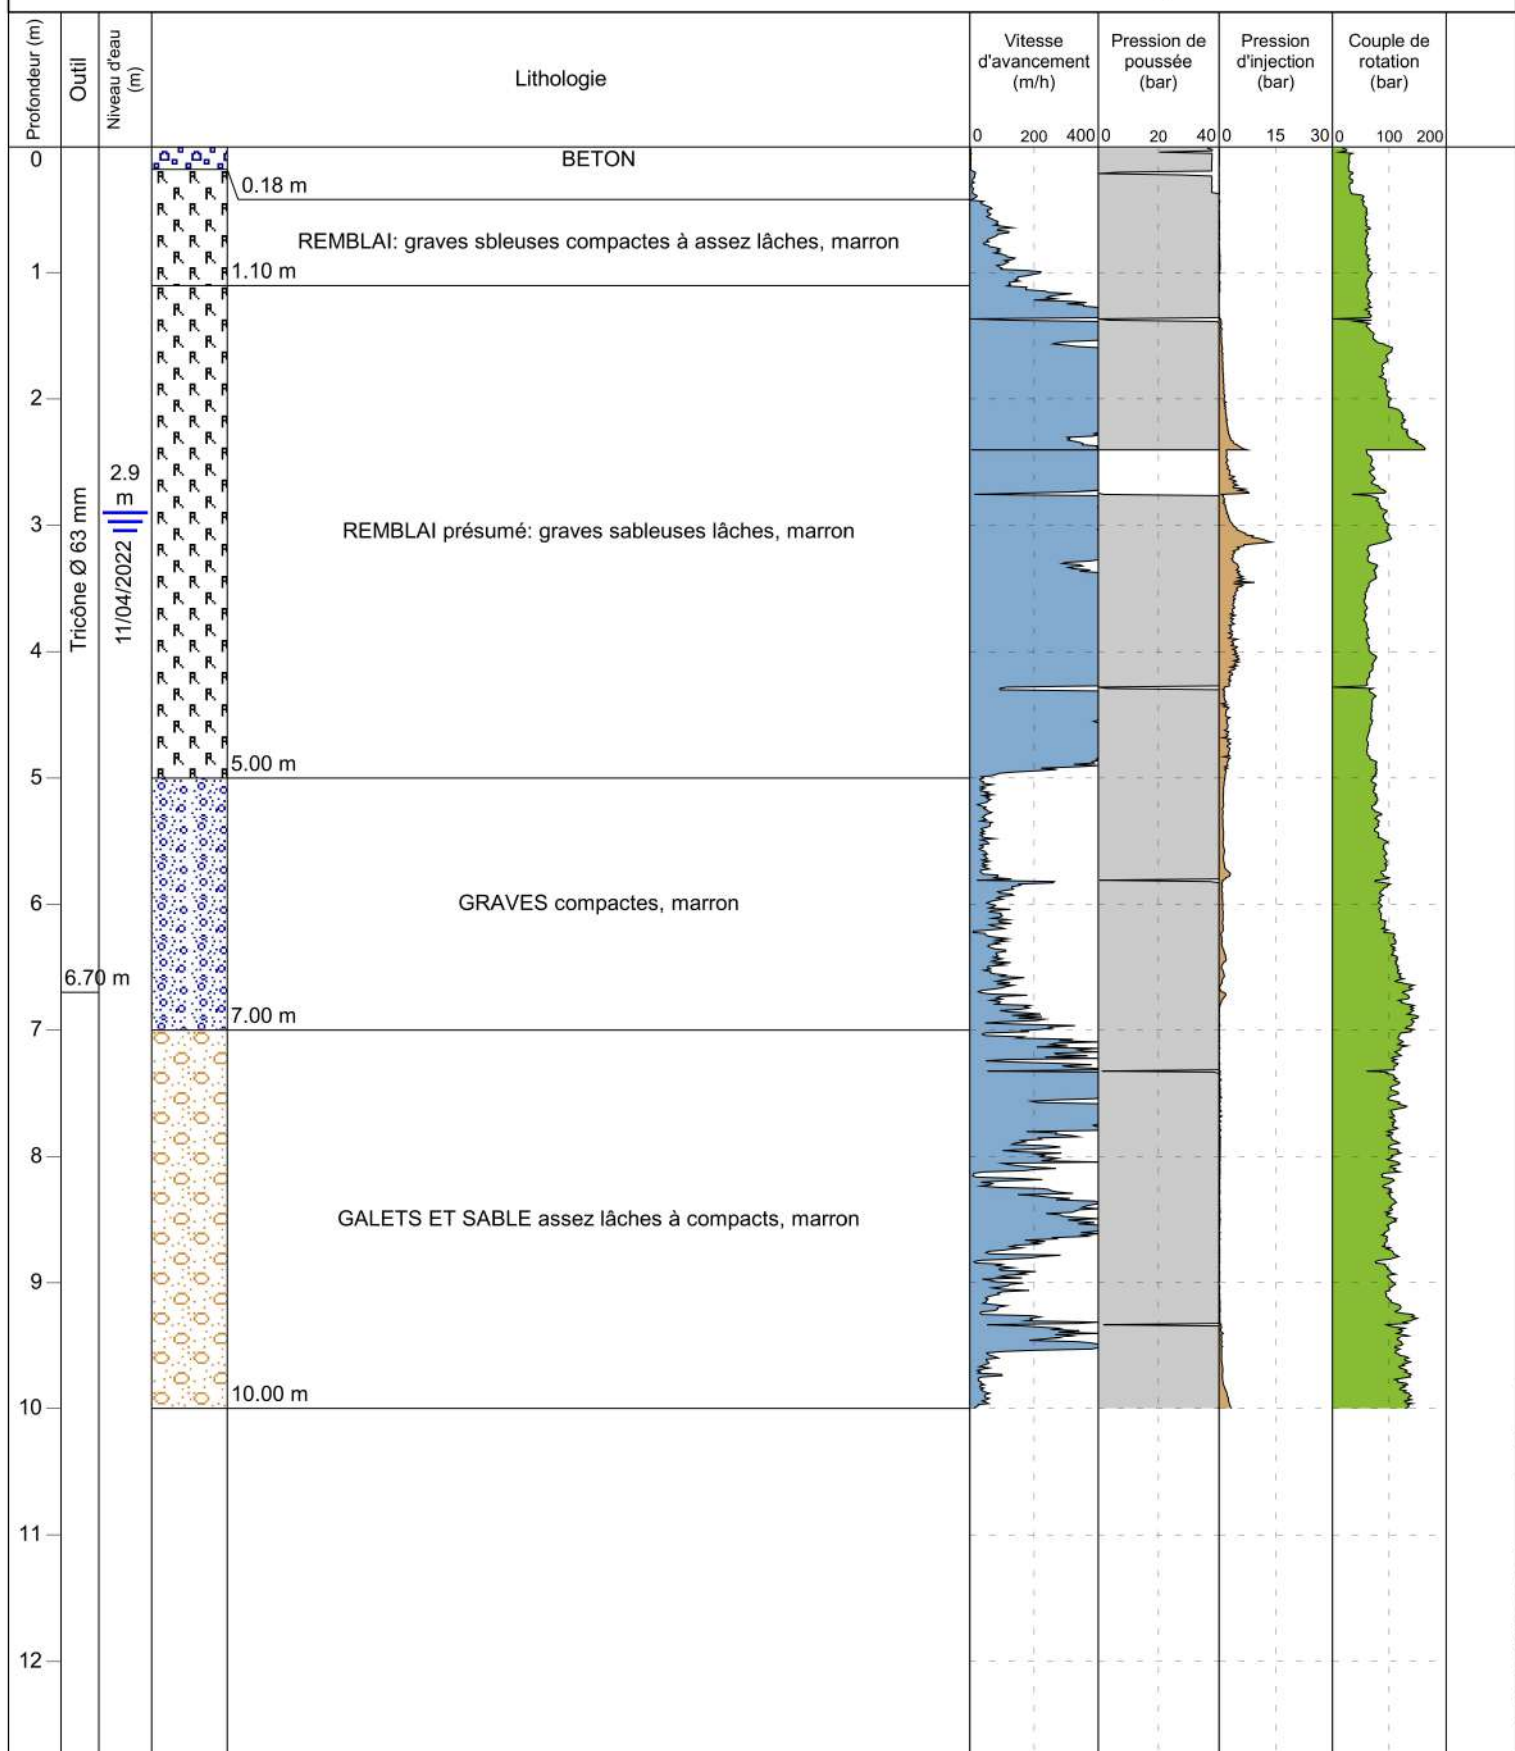 Profondeur (m)
Outil
Niveau d'eau
(m)
Lithologie
Vitesse
d'avancement
(m/h)
Pression de
poussée
(bar)
Pression
d'injection
(bar)
Couple de
rotation
(bar)
0 200 400
0 20 40
0 15 30
0 100 200
0
BETON
0.18 m
REMBLAI: graves sbleuses compactes à assez lâches, marron
1
1.10 m
2
2.9
m
3
11/04/2022
Tricône Ø 63 mm
REMBLAI présumé: graves sableuses lâches, marron
4
5.00 m
5
GRAVES compactes, marron
6
6.70 m
7.00 m
7
8
GALETS ET SABLE assez lâches à compacts, marron
9
10.00 m
10
11
12